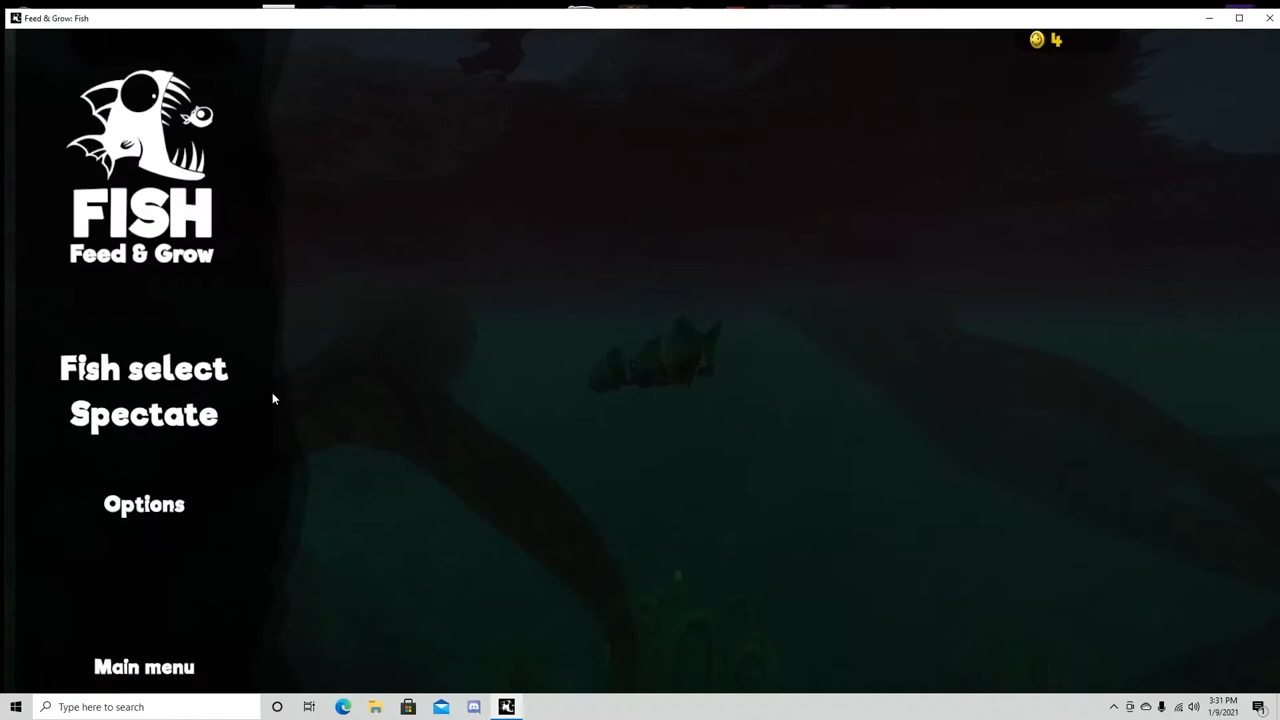 Feed & Grow: Fish
4
FISH
Feed & Grow
Fish select
Spectate
Options
Main menu
Type here to search
3:31 PM
1/9/2021
1